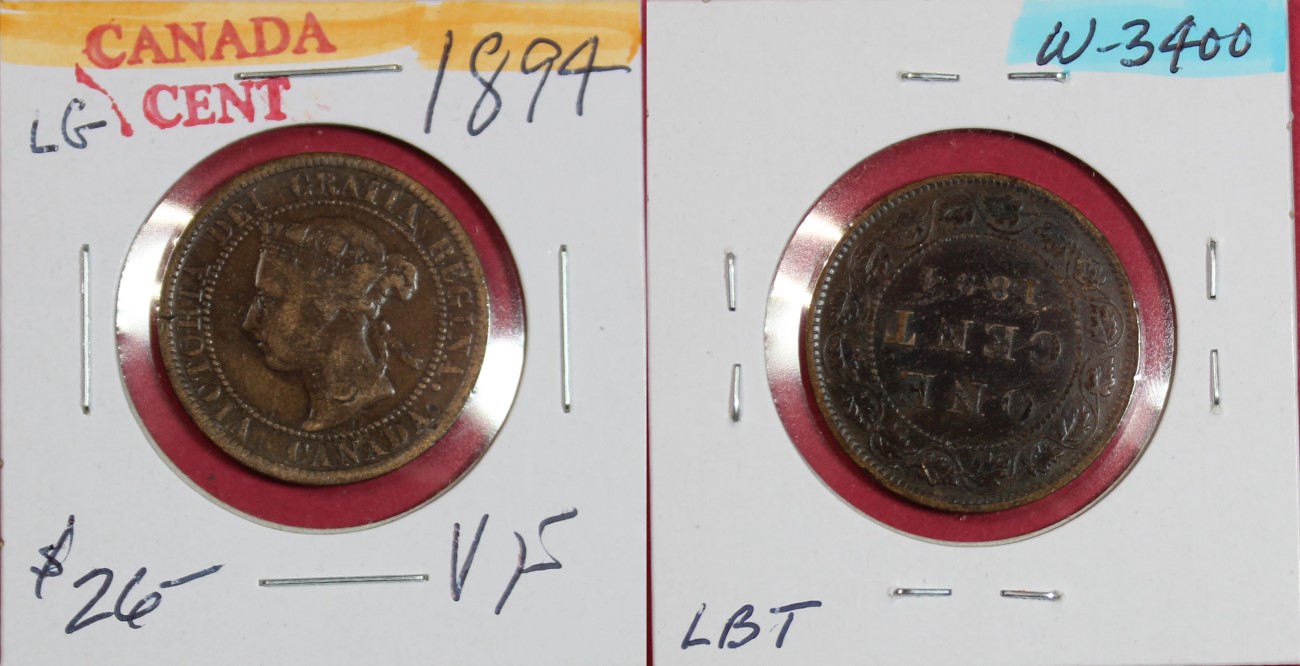 CANADA
CENT
LG
1894
VICTORIA DEI GRATIA REGINA.
CANADA.
$26-
VF
W-3400
ONE
CENT
1894
LBT